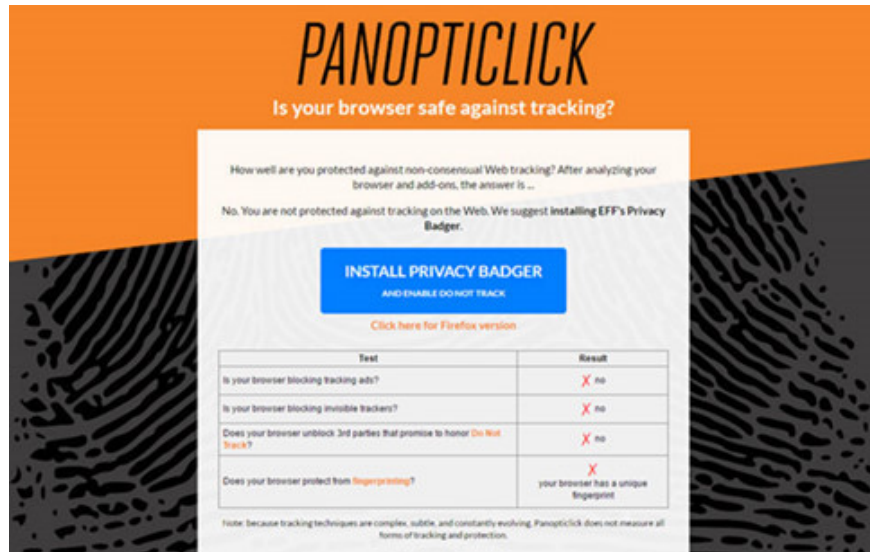 PANOPTICLICK
Is your browser safe against tracking?
How well are you protected against non-consensual Web tracking? After analyzing your
browser and add-ons, the answer is ...
No. You are not protected against tracking on the Web. We suggest installing EFF's Privacy
Badger.
INSTALL PRIVACY BADGER
AND ENABLE DO NOT TRACK
Click here for Firefox version
Test Result
Is your browser blocking tracking ads? ✗ no
Is your browser blocking invisible trackers? ✗ no
Does your browser unblock 3rd parties that promise to honor Do Not
Track? ✗ no
Does your browser protect from fingerprinting? ✗
your browser has a unique
fingerprint
Note: because tracking techniques are complex, subtle, and constantly evolving, Panopticlick does not measure all
forms of tracking and protection.